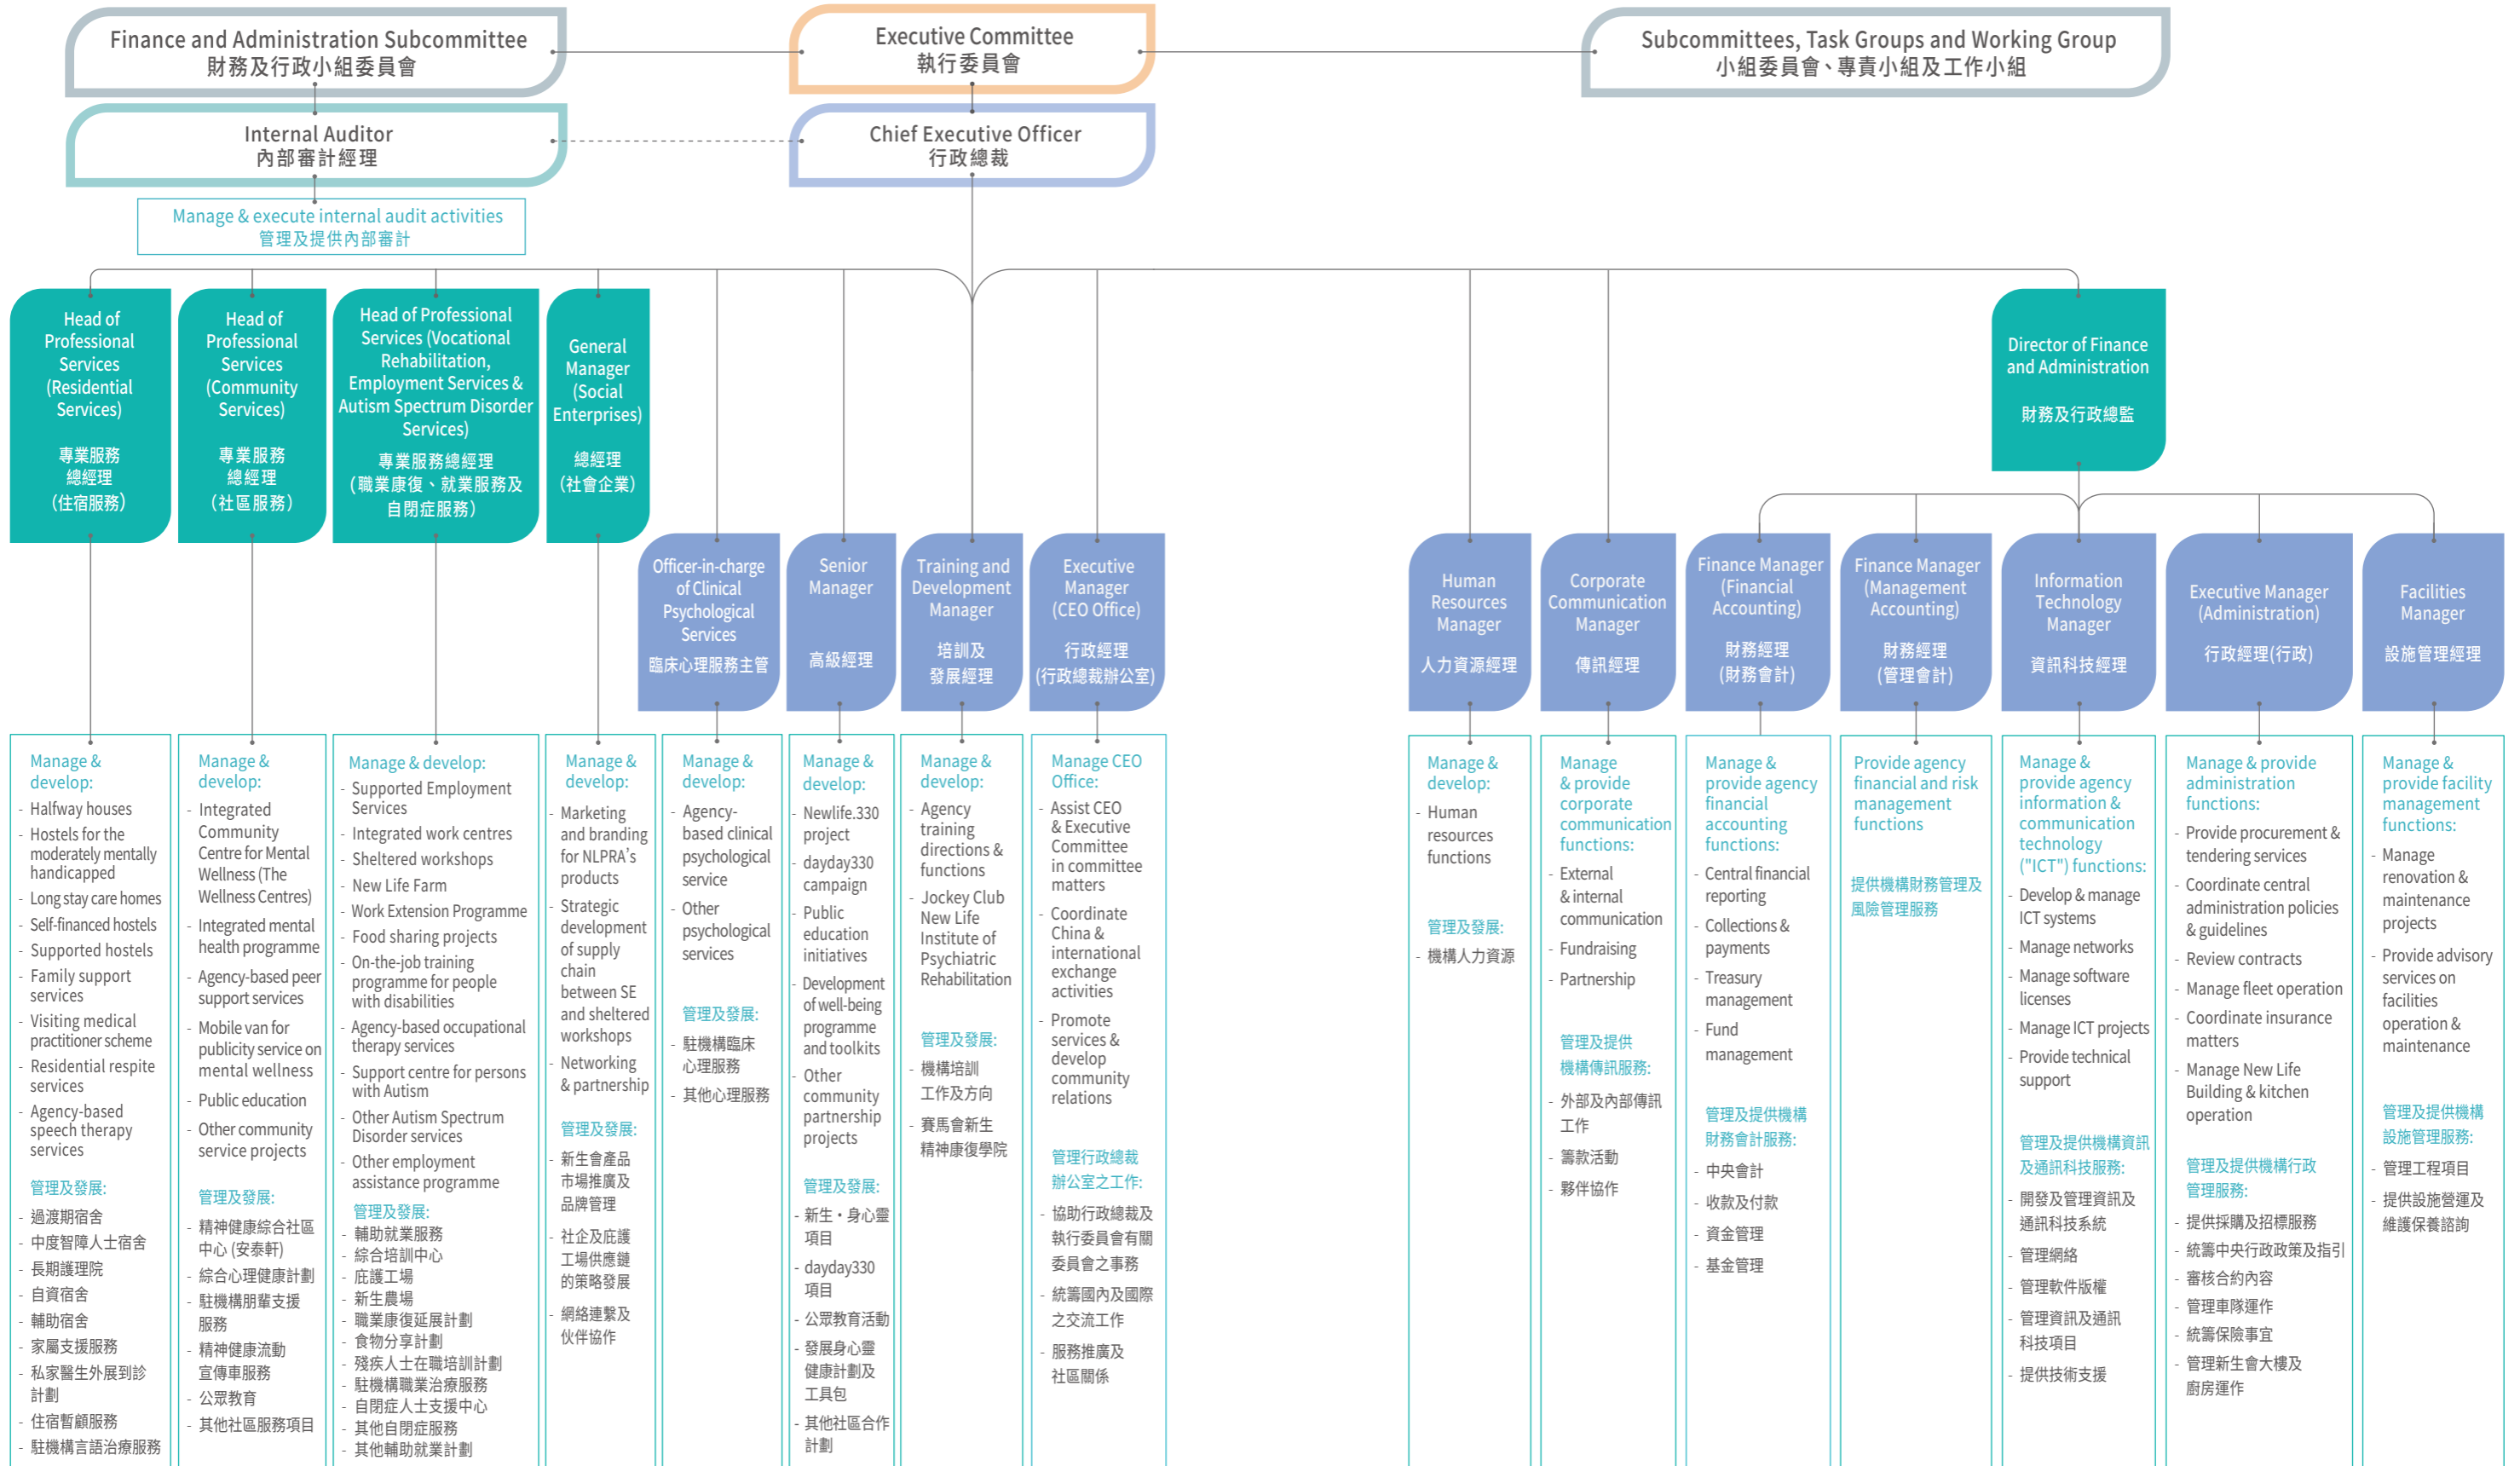 Finance and Administration Subcommittee
財務及行政小組委員會
Executive Committee
執行委員會
Subcommittees, Task Groups and Working Group
小組委員會、專責小組及工作小組
Internal Auditor
內部審計經理
Chief Executive Officer
行政總裁
Manage & execute internal audit activities
管理及提供內部審計
Head of
Professional
Services
(Residential
Services)
專業服務
總經理
（住宿服務）
Head of
Professional
Services
(Community
Services)
專業服務
總經理
（社區服務）
Head of Professional
Services (Vocational
Rehabilitation,
Employment Services &
Autism Spectrum Disorder
Services)
專業服務總經理
(職業康復、就業服務及
自閉症服務）
General
Manager
(Social
Enterprises)
總經理
（社會企業）
Director of Finance
and Administration
財務及行政總監
Officer-in-charge
of Clinical
Psychological
Services
臨床心理服務主管
Senior
Manager
高級經理
Training and
Development
Manager
培訓及
發展經理
Executive
Manager
(CEO Office)
行政經理
(行政總裁辦公室)
Human
Resources
Manager
人力資源經理
Corporate
Communication
Manager
傳訊經理
Finance Manager
(Financial
Accounting)
財務經理
(財務會計)
Finance Manager
(Management
Accounting)
財務經理
(管理會計)
Information
Technology
Manager
資訊科技經理
Executive Manager
(Administration)
行政經理(行政)
Facilities
Manager
設施管理經理
Manage &
develop:
- Halfway houses
- Hostels for the
moderately mentally
handicapped
- Long stay care homes
- Self-financed hostels
- Supported hostels
- Family support
services
- Visiting medical
practitioner scheme
- Residential respite
services
- Agency-based
speech therapy
services
管理及發展:
- 過渡期宿舍
- 中度智障人士宿舍
- 長期護理院
- 自資宿舍
- 輔助宿舍
- 家屬支援服務
- 私家醫生外展到診
計劃
- 住宿暫顧服務
- 駐機構言語治療服務
Manage &
develop:
- Integrated
Community
Centre for Mental
Wellness (The
Wellness Centres)
- Integrated mental
health programme
- Agency-based peer
support services
- Mobile van for
publicity service on
mental wellness
- Public education
- Other community
service projects
管理及發展:
- 精神健康綜合社區
中心 (安泰軒)
- 綜合心理健康計劃
- 駐機構朋輩支援
服務
- 精神健康流動
宣傳車服務
- 公眾教育
- 其他社區服務項目
Manage & develop:
- Supported Employment
Services
- Integrated work centres
- Sheltered workshops
- New Life Farm
- Work Extension Programme
- Food sharing projects
- On-the-job training
programme for people
with disabilities
- Agency-based occupational
therapy services
- Support centre for persons
with Autism
- Other Autism Spectrum
Disorder services
- Other employment
assistance programme
管理及發展:
- 輔助就業服務
- 綜合培訓中心
- 庇護工場
- 新生農場
- 職業康復延展計劃
- 食物分享計劃
- 殘疾人士在職培訓計劃
- 駐機構職業治療服務
- 自閉症人士支援中心
- 其他自閉症服務
- 其他輔助就業計劃
Manage &
develop:
- Marketing
and branding
for NLPRA's
products
- Strategic
development
of supply
chain
between SE
and sheltered
workshops
- Networking
& partnership
管理及發展:
- 新生會產品
市場推廣及
品牌管理
- 社企及庇護
工場供應鏈
的策略發展
- 網絡連繫及
伙伴協作
Manage &
develop:
- Agency-
based clinical
psychological
service
- Other
psychological
services
管理及發展:
- 駐機構臨床
心理服務
- 其他心理服務
Manage &
develop:
- Newlife.330
project
- dayday330
campaign
- Public
education
initiatives
- Development
of well-being
programme
and toolkits
- Other
community
partnership
projects
管理及發展:
- 新生・身心靈
項目
- dayday330
項目
- 公眾教育活動
- 發展身心靈
健康計劃及
工具包
- 其他社區合作
計劃
Manage &
develop:
- Agency
training
directions &
functions
- Jockey Club
New Life
Institute of
Psychiatric
Rehabilitation
管理及發展:
- 機構培訓
工作及方向
- 賽馬會新生
精神康復學院
Manage CEO
Office:
- Assist CEO
& Executive
Committee
in committee
matters
- Coordinate
China &
international
exchange
activities
- Promote
services &
develop
community
relations
管理行政總裁
辦公室之工作:
- 協助行政總裁及
執行委員會有關
委員會之事務
- 統籌國內及國際
之交流工作
- 服務推廣及
社區關係
Manage &
develop:
- Human
resources
functions
管理及發展:
- 機構人力資源
Manage
& provide
corporate
communication
functions:
- External
& internal
communication
- Fundraising
- Partnership
管理及提供
機構傳訊服務:
- 外部及內部傳訊
工作
- 籌款活動
- 夥伴協作
Manage &
provide agency
financial
accounting
functions:
- Central financial
reporting
- Collections &
payments
- Treasury
management
- Fund
management
管理及提供機構
財務會計服務:
- 中央會計
- 收款及付款
- 資金管理
- 基金管理
Provide agency
financial and risk
management
functions
提供機構財務管理及
風險管理服務
Manage &
provide agency
information &
communication
technology
("ICT") functions:
- Develop & manage
ICT systems
- Manage networks
- Manage software
licenses
- Manage ICT projects
- Provide technical
support
管理及提供機構資訊
及通訊科技服務:
- 開發及管理資訊及
通訊科技系統
- 管理網絡
- 管理軟件版權
- 管理資訊及通訊
科技項目
- 提供技術支援
Manage & provide
administration
functions:
- Provide procurement &
tendering services
- Coordinate central
administration policies
& guidelines
- Review contracts
- Manage fleet operation
- Coordinate insurance
matters
- Manage New Life
Building & kitchen
operation
管理及提供機構行政
管理服務:
- 提供採購及招標服務
- 統籌中央行政政策及指引
- 審核合約內容
- 管理車隊運作
- 統籌保險事宜
- 管理新生會大樓及
廚房運作
Manage &
provide facility
management
functions:
- Manage
renovation &
maintenance
projects
- Provide advisory
services on
facilities
operation &
maintenance
管理及提供機構
設施管理服務:
- 管理工程項目
- 提供設施營運及
維護保養諮詢